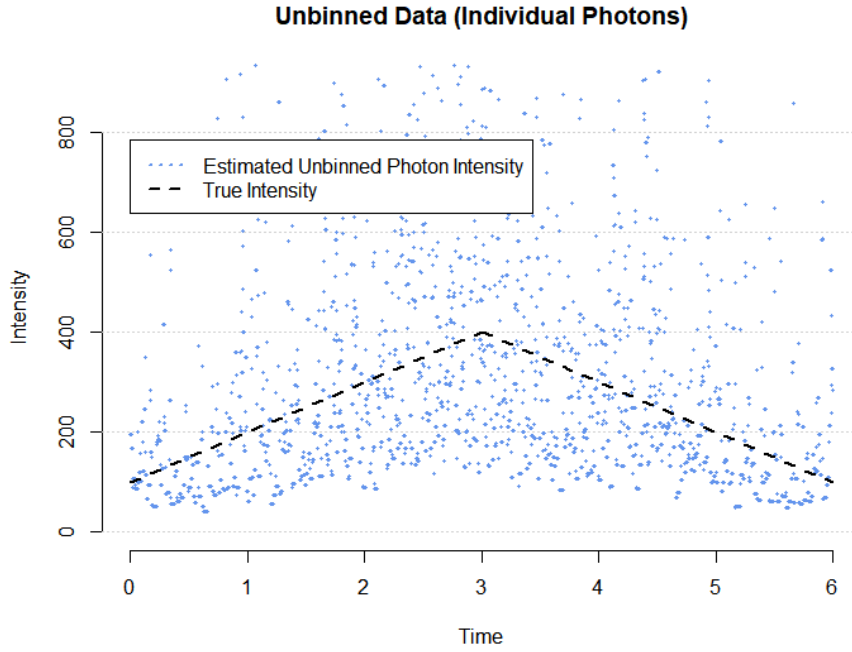 Unbinned Data (Individual Photons)
Intensity
800
600
400
200
0
Estimated Unbinned Photon Intensity
True Intensity
0 1 2 3 4 5 6
Time